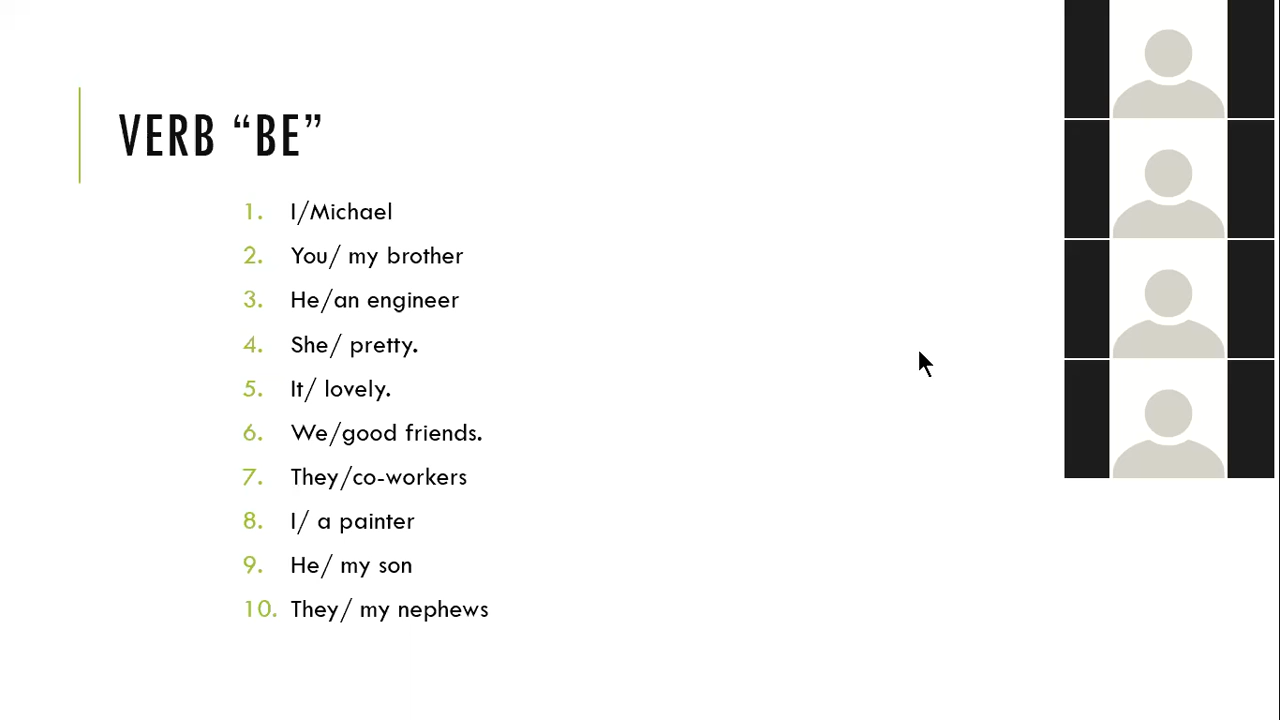 VERB “BE”
1. I/Michael
2. You/ my brother
3. He/an engineer
4. She/ pretty.
5. It/ lovely.
6. We/good friends.
7. They/co-workers
8. I/ a painter
9. He/ my son
10. They/ my nephews